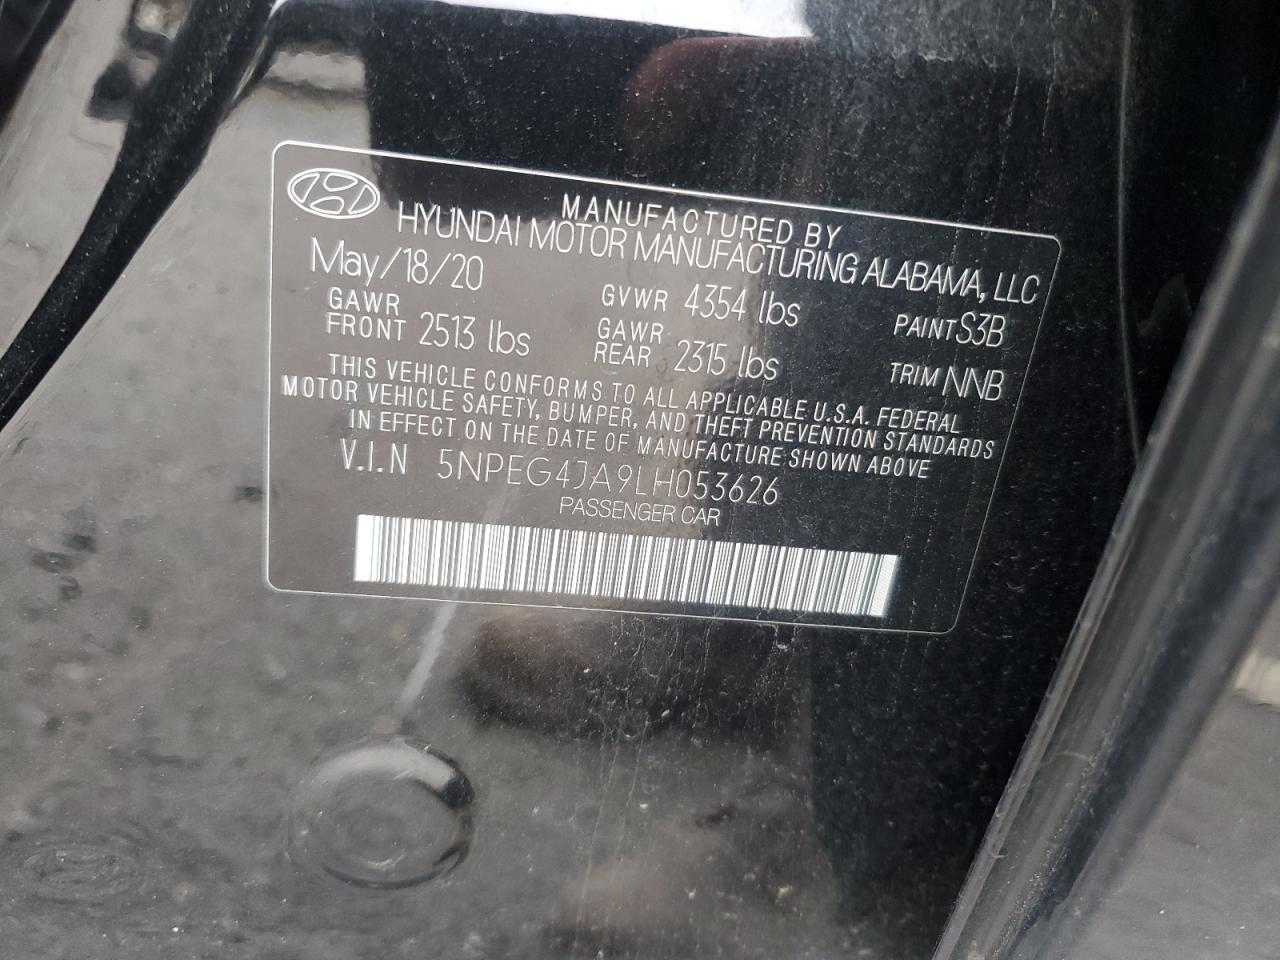 MANUFACTURED BY
HYUNDAI MOTOR MANUFACTURING ALABAMA, LLC
May/18/20 GVWR 4354 lbs PAINT S3B
GAWR FRONT 2513 lbs GAWR REAR 2315 lbs TRIM NNB
THIS VEHICLE CONFORMS TO ALL APPLICABLE U.S.A. FEDERAL
MOTOR VEHICLE SAFETY, BUMPER, AND THEFT PREVENTION STANDARDS
IN EFFECT ON THE DATE OF MANUFACTURE SHOWN ABOVE
V.I.N 5NPEG4JA9LH053626
PASSENGER CAR